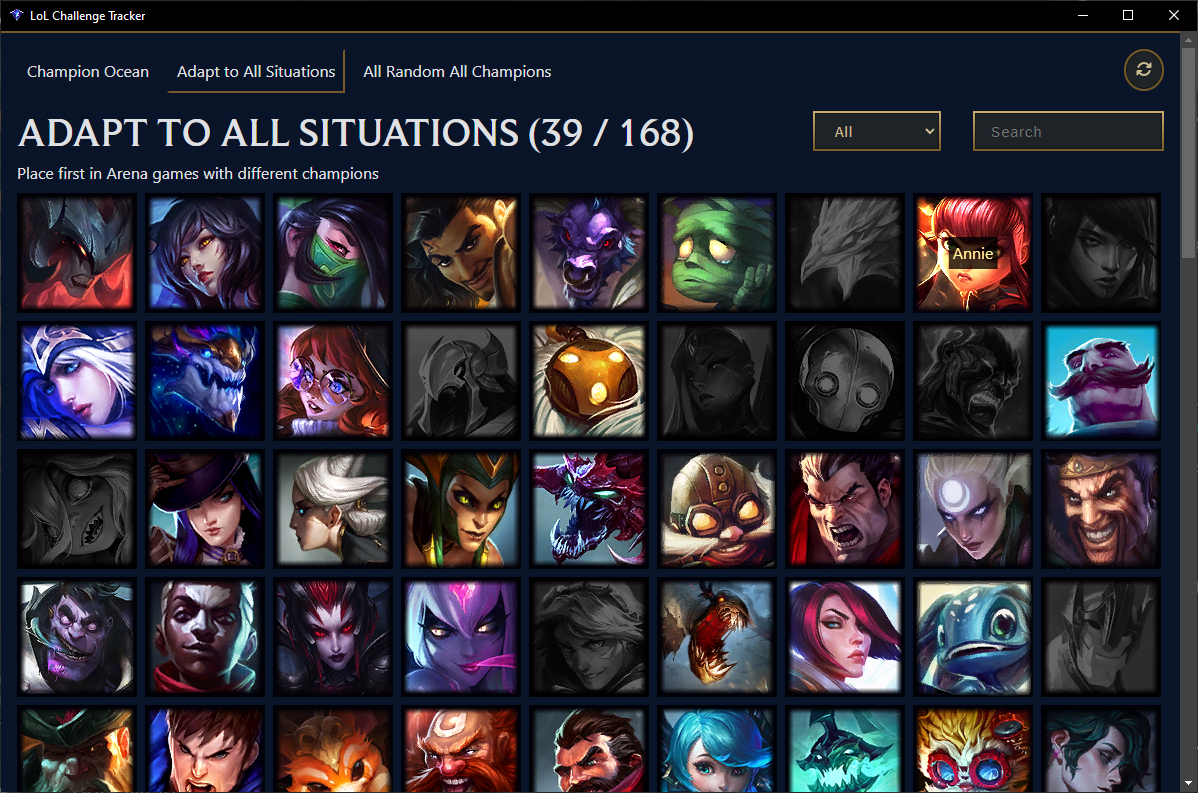 LoL Challenge Tracker
Champion Ocean
Adapt to All Situations
All Random All Champions
ADAPT TO ALL SITUATIONS (39 / 168)
All
Search
Place first in Arena games with different champions
Annie